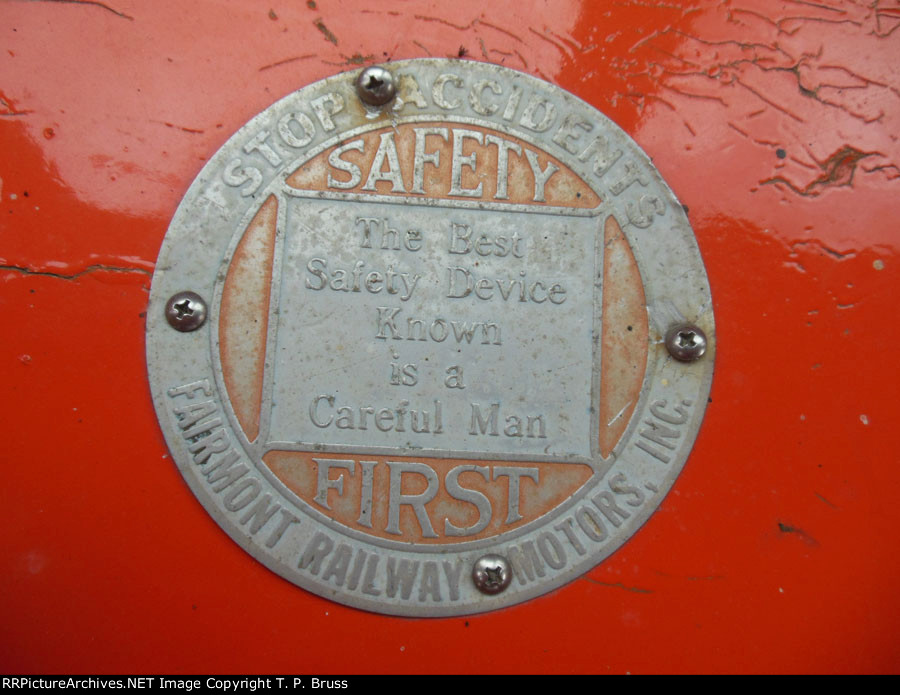 STOP ACCIDENTS
SAFETY
The Best
Safety Device
Known
is a
Careful Man
FIRST
FAIRMONT RAILWAY MOTORS, INC.
RailPictureArchives.NET Image Copyright T. P. Bruss